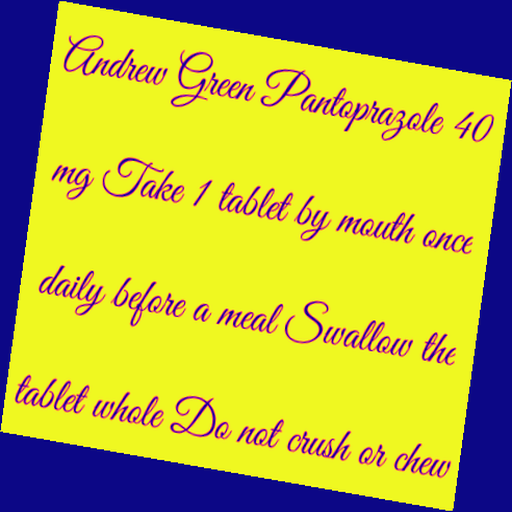 Andrew Green Pantoprazole 40
mg Take 1 tablet by mouth once
daily before a meal Swallow the
tablet whole Do not crush or chew